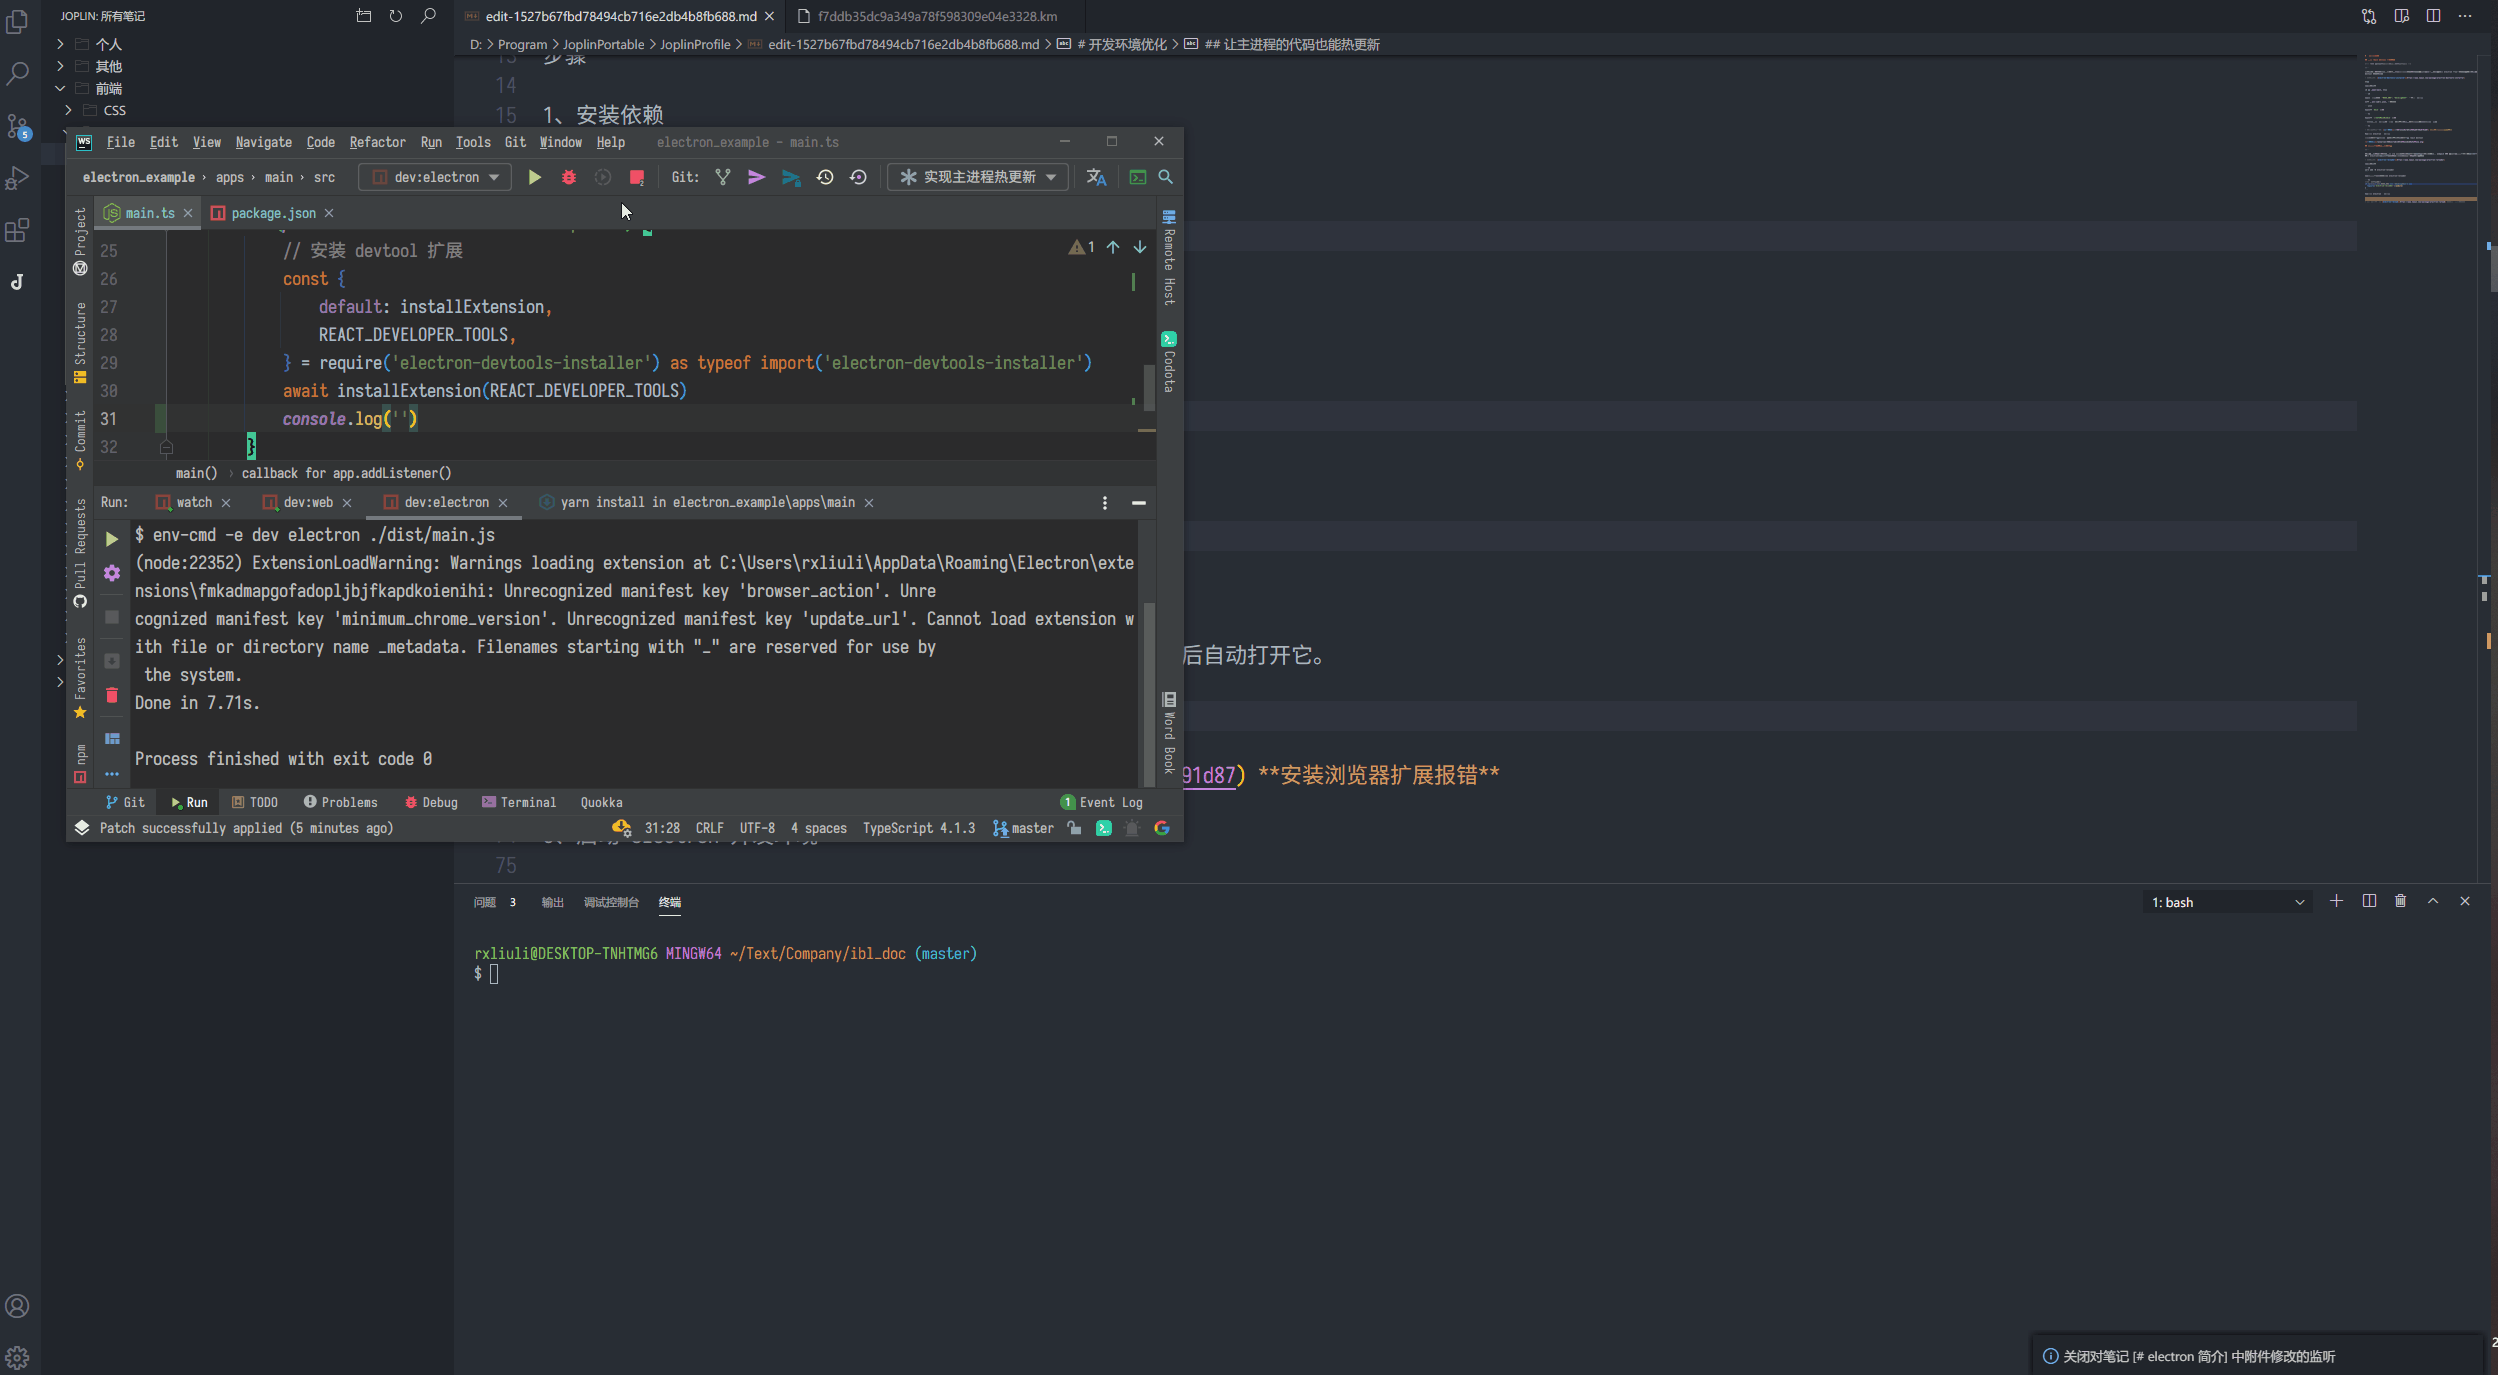 JOPLIN: 所有笔记
个人
其他
前端
CSS
5
edit-1527b67fbd78494cb716e2db4b8fb688.md
f7ddb35dc9a349a78f598309e04e3328.km
D: > Program > JoplinPortable > JoplinProfile > edit-1527b67fbd78494cb716e2db4b8fb688.md > # 开发环境优化 > ## 让主进程的代码也能热更新
13 步骤
14
15 1、安装依赖
WS File Edit View Navigate Code Refactor Run Tools Git Window Help electron_example - main.ts
electron_example › apps › main › src dev:electron Git: 实现主进程热更新
main.ts package.json
25 // 安装 devtool 扩展
26 const {
27 default: installExtension,
28 REACT_DEVELOPER_TOOLS,
29 } = require('electron-devtools-installer') as typeof import('electron-devtools-installer')
30 await installExtension(REACT_DEVELOPER_TOOLS)
31 console.log('')
32 }
1
main() › callback for app.addListener()
Run: watch dev:web dev:electron yarn install in electron_example\apps\main
$ env-cmd -e dev electron ./dist/main.js
(node:22352) ExtensionLoadWarning: Warnings loading extension at C:\Users\rxliuli\AppData\Roaming\Electron\exte
nsions\fmkadmapgofadopljbjfkapdkoienihi: Unrecognized manifest key 'browser_action'. Unre
cognized manifest key 'minimum_chrome_version'. Unrecognized manifest key 'update_url'. Cannot load extension w
ith file or directory name _metadata. Filenames starting with "_" are reserved for use by
the system.
Done in 7.71s.
Process finished with exit code 0
Project
Structure
Commit
Pull Requests
Favorites
npm
Remote Host
Codota
Word Book
Git Run TODO Problems Debug Terminal Quokka 1 Event Log
Patch successfully applied (5 minutes ago) 31:28 CRLF UTF-8 4 spaces TypeScript 4.1.3 master
后自动打开它。
91d87) **安装浏览器扩展报错**
75
问题 3 输出 调试控制台 终端
1: bash
rxliuli@DESKTOP-TNHTMG6 MINGW64 ~/Text/Company/ibl_doc (master)
$
关闭对笔记 [# electron 简介] 中附件修改的监听